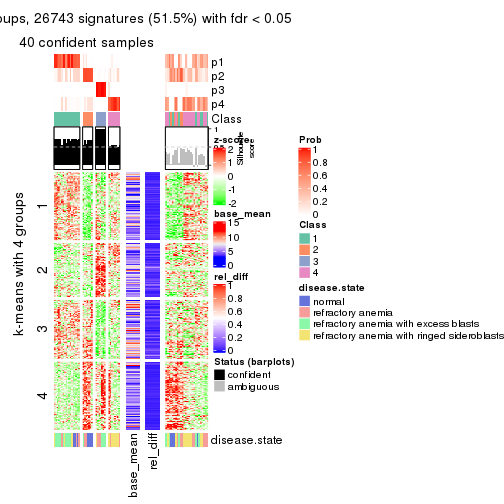 oups, 26743 signatures (51.5%) with fdr < 0.05
40 confident samples
p1
p2
p3
p4
Class
1
Silhouette
score
z-score
2
1
0
-1
-2
base_mean
15
10
5
0
rel_diff
1
0.8
0.6
0.4
0.2
0
Status (barplots)
confident
ambiguous
Prob
1
0.8
0.6
0.4
0.2
0
Class
1
2
3
4
disease.state
normal
refractory anemia
refractory anemia with excess blasts
refractory anemia with ringed sideroblasts
k-means with 4 groups
1
2
3
4
disease.state
base_mean
rel_diff